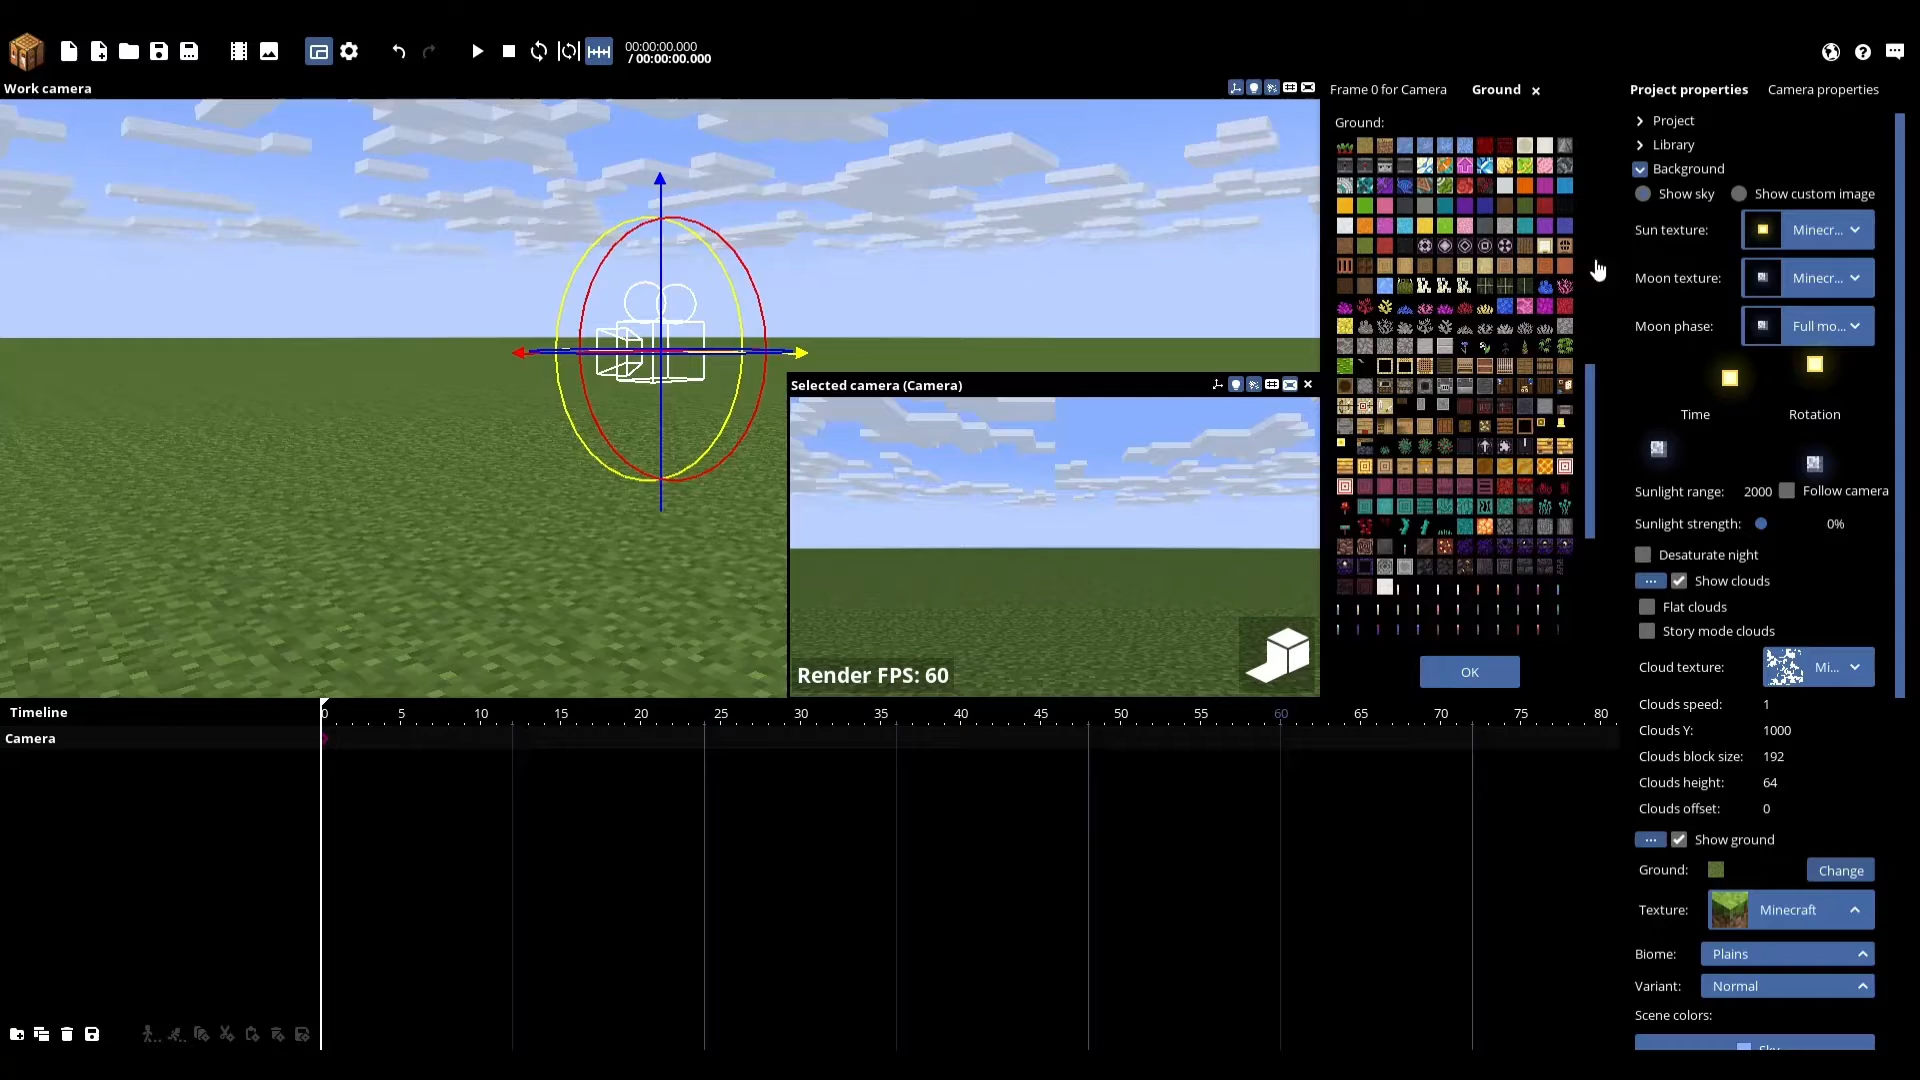 00:00:00.000
/ 00:00:00.000
Work camera
Frame 0 for Camera
Ground
Project properties
Camera properties
Ground:
Project
Library
Background
Show sky
Show custom image
Sun texture:
Minecr...
Moon texture:
Minecr...
Moon phase:
Full mo...
Selected camera (Camera)
Time
Rotation
Sunlight range:
2000
Follow camera
Sunlight strength:
0%
Desaturate night
Show clouds
Flat clouds
Story mode clouds
Cloud texture:
Mi...
Render FPS: 60
OK
Clouds speed:
1
Clouds Y:
1000
Clouds block size:
192
Clouds height:
64
Clouds offset:
0
Show ground
Ground:
Change
Texture:
Minecraft
Biome:
Plains
Variant:
Normal
Scene colors:
Timeline
0 5 10 15 20 25 30 35 40 45 50 55 60 65 70 75 80
Camera